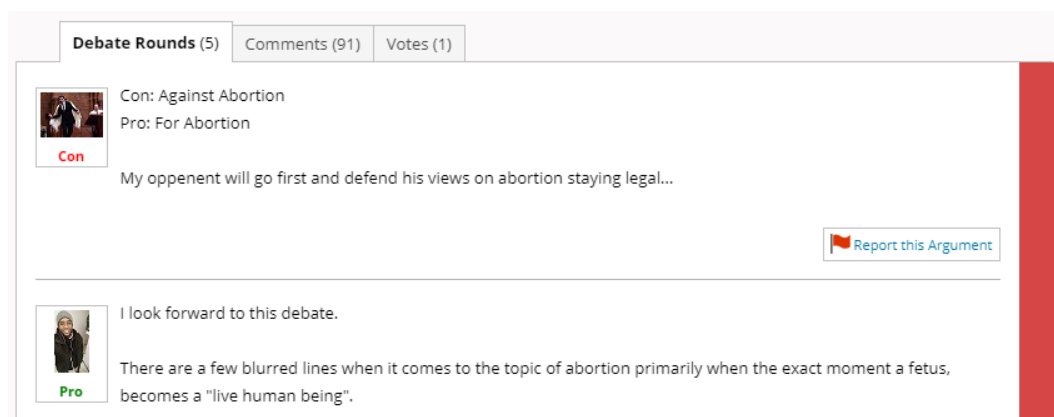 Debate Rounds (5) Comments (91) Votes (1)
Con: Against Abortion
Pro: For Abortion
Con
My oppenent will go first and defend his views on abortion staying legal...
Report this Argument
I look forward to this debate.
There are a few blurred lines when it comes to the topic of abortion primarily when the exact moment a fetus,
Pro
becomes a "live human being".